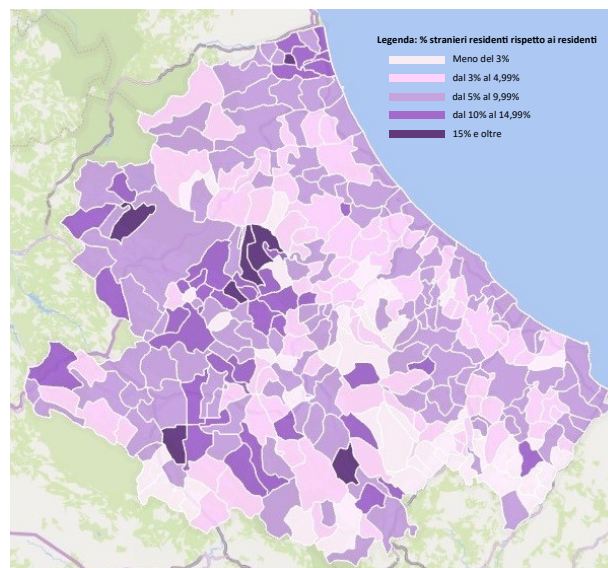 Legenda: % stranieri residenti rispetto ai residenti
Meno del 3%
dal 3% al 4,99%
dal 5% al 9,99%
dal 10% al 14,99%
15% e oltre